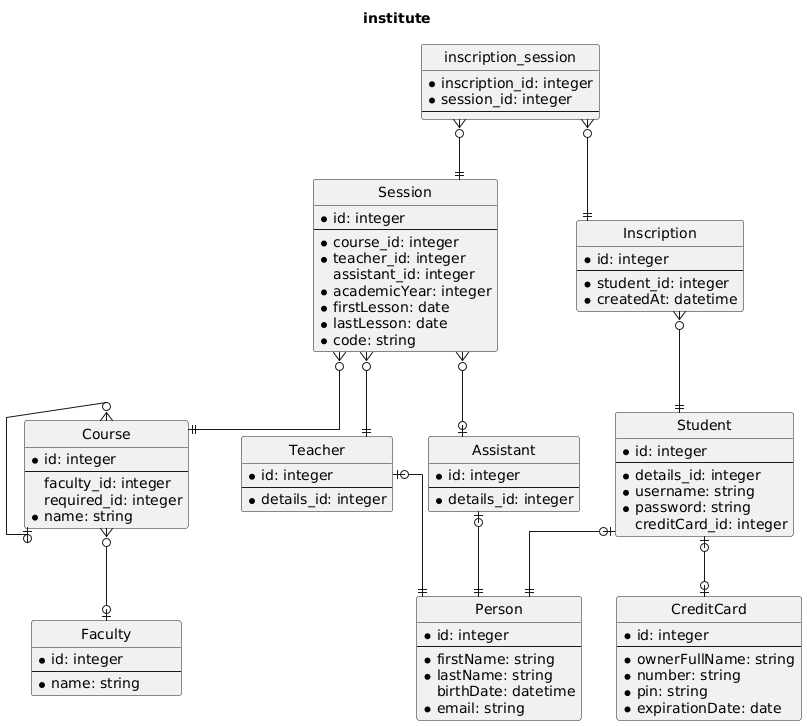 institute
inscription_session
inscription_id: integer
session_id: integer
Session
id: integer
course_id: integer
teacher_id: integer
assistant_id: integer
academicYear: integer
firstLesson: date
lastLesson: date
code: string
Inscription
id: integer
student_id: integer
createdAt: datetime
Course
id: integer
faculty_id: integer
required_id: integer
name: string
Teacher
id: integer
details_id: integer
Assistant
id: integer
details_id: integer
Student
id: integer
details_id: integer
username: string
password: string
creditCard_id: integer
Faculty
id: integer
name: string
Person
id: integer
firstName: string
lastName: string
birthDate: datetime
email: string
CreditCard
id: integer
ownerFullName: string
number: string
pin: string
expirationDate: date